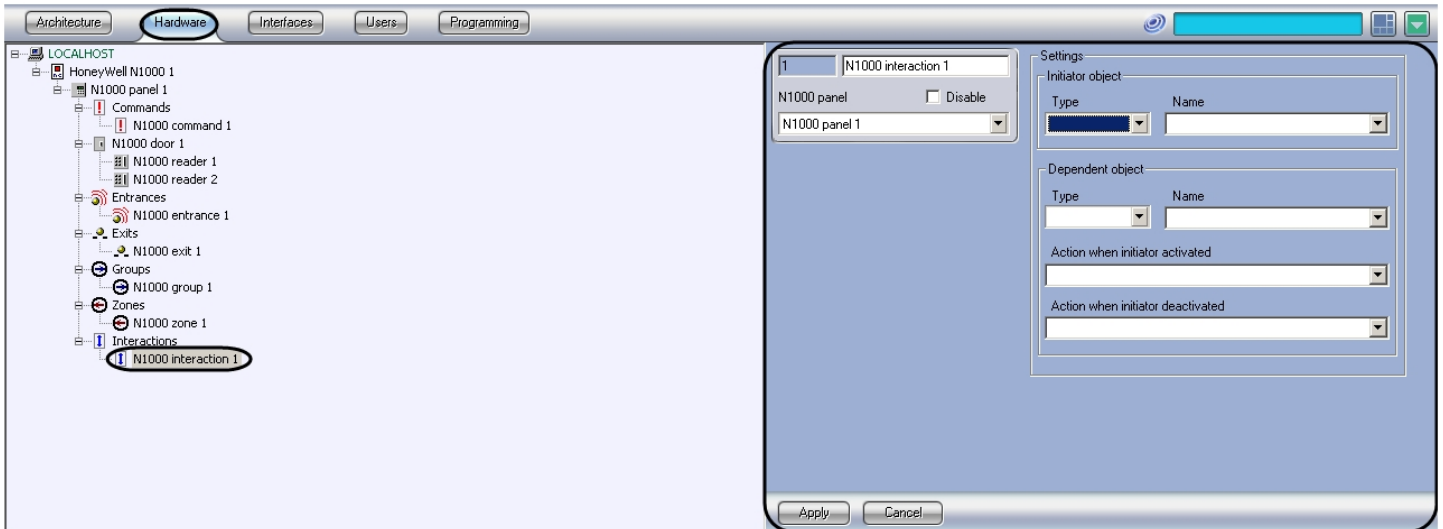 Architecture Hardware Interfaces Users Programming
LOCALHOST
HoneyWell N1000 1
N1000 panel 1
Commands
N1000 command 1
N1000 door 1
N1000 reader 1
N1000 reader 2
Entrances
N1000 entrance 1
Exits
N1000 exit 1
Groups
N1000 group 1
Zones
N1000 zone 1
Interactions
N1000 interaction 1
1 N1000 interaction 1
N1000 panel Disable
N1000 panel 1
Settings
Initiator object
Type Name
Dependent object
Type Name
Action when initiator activated
Action when initiator deactivated
Apply Cancel